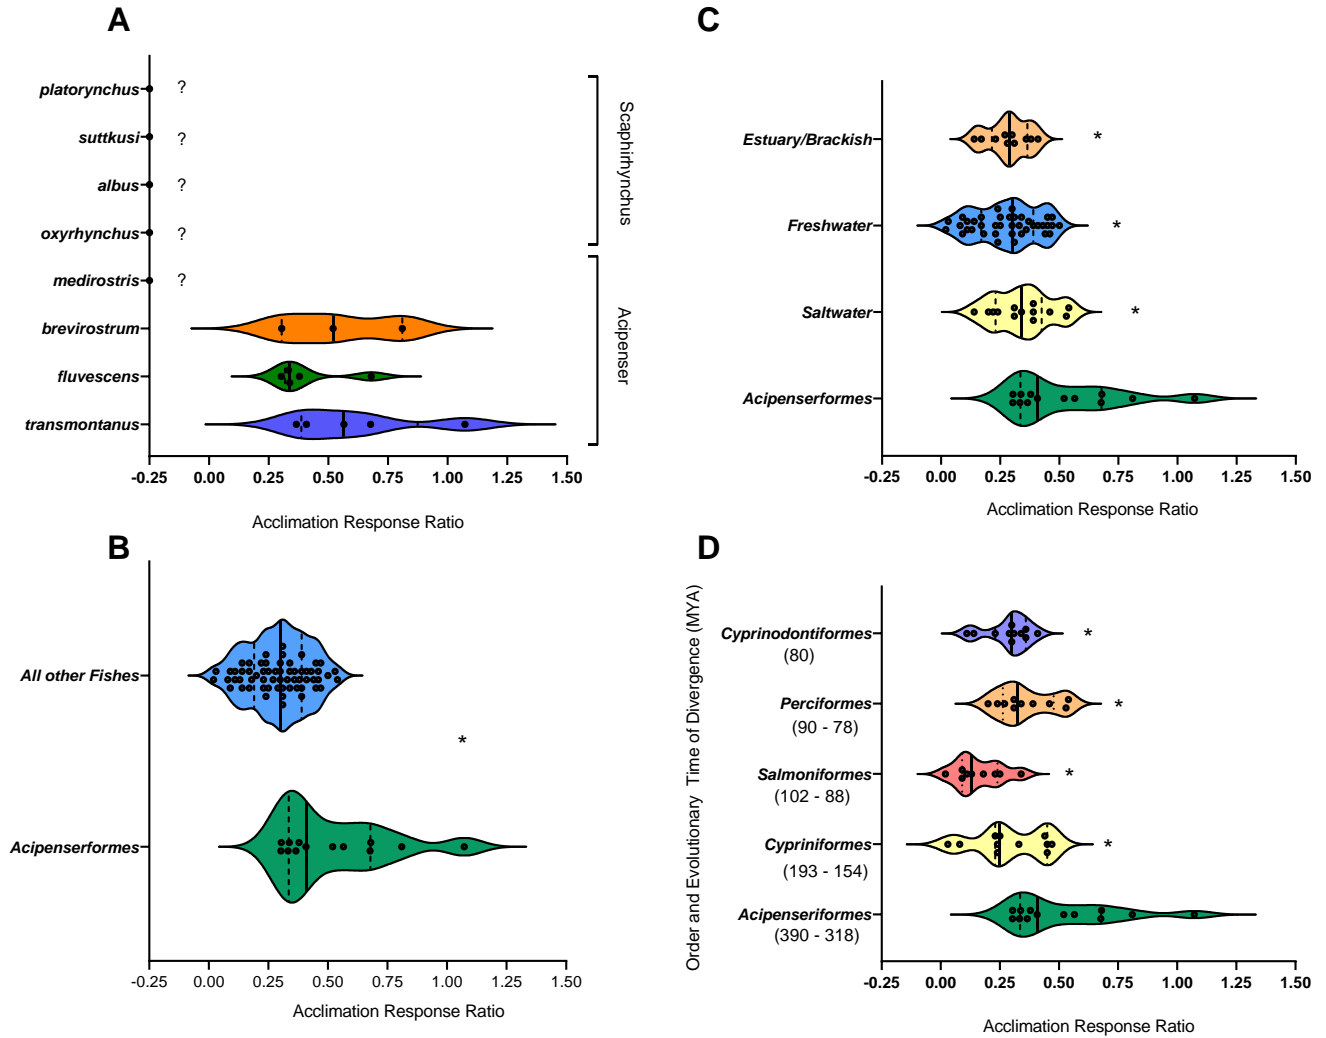 A
platorynchus ?
suttkusi ?
albus ?
oxyrhynchus ?
medirostris ?
brevirostrum
fluvescens
transmontanus
Scaphirhynchus
Acipenser
-0.25 0.00 0.25 0.50 0.75 1.00 1.25 1.50
Acclimation Response Ratio
B
All other Fishes
*
Acipenserformes
-0.25 0.00 0.25 0.50 0.75 1.00 1.25 1.50
Acclimation Response Ratio
C
Estuary/Brackish *
Freshwater *
Saltwater *
Acipenserformes
-0.25 0.00 0.25 0.50 0.75 1.00 1.25 1.50
Acclimation Response Ratio
D
Order and Evolutionary Time of Divergence (MYA)
Cyprinodontiformes *
(80)
Perciformes *
(90 - 78)
Salmoniformes *
(102 - 88)
Cypriniformes *
(193 - 154)
Acipenseriformes
(390 - 318)
-0.25 0.00 0.25 0.50 0.75 1.00 1.25 1.50
Acclimation Response Ratio